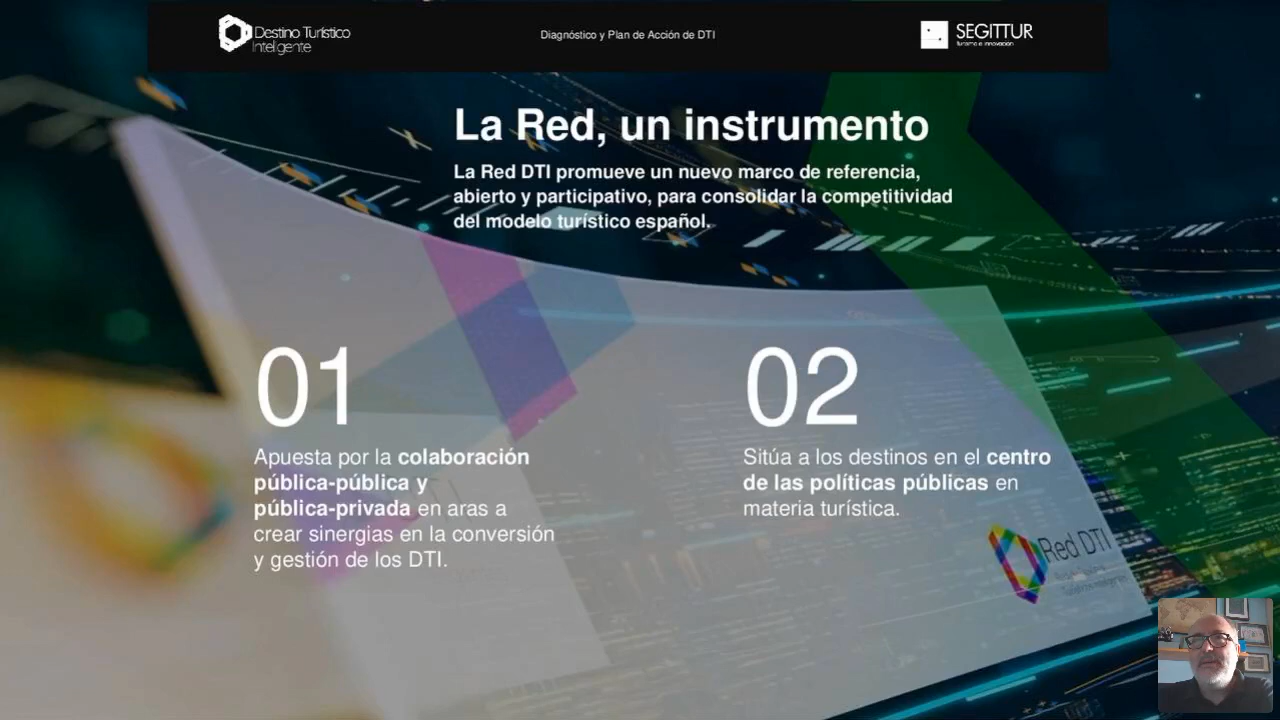 Destino Turístico
Inteligente
Diagnóstico y Plan de Acción de DTI
SEGITTUR
turismo e innovación
La Red, un instrumento
La Red DTI promueve un nuevo marco de referencia,
abierto y participativo, para consolidar la competitividad
del modelo turístico español.
01
Apuesta por la colaboración
pública-pública y
pública-privada en aras a
crear sinergias en la conversión
y gestión de los DTI.
02
Sitúa a los destinos en el centro
de las políticas públicas en
materia turística.
Red DTI